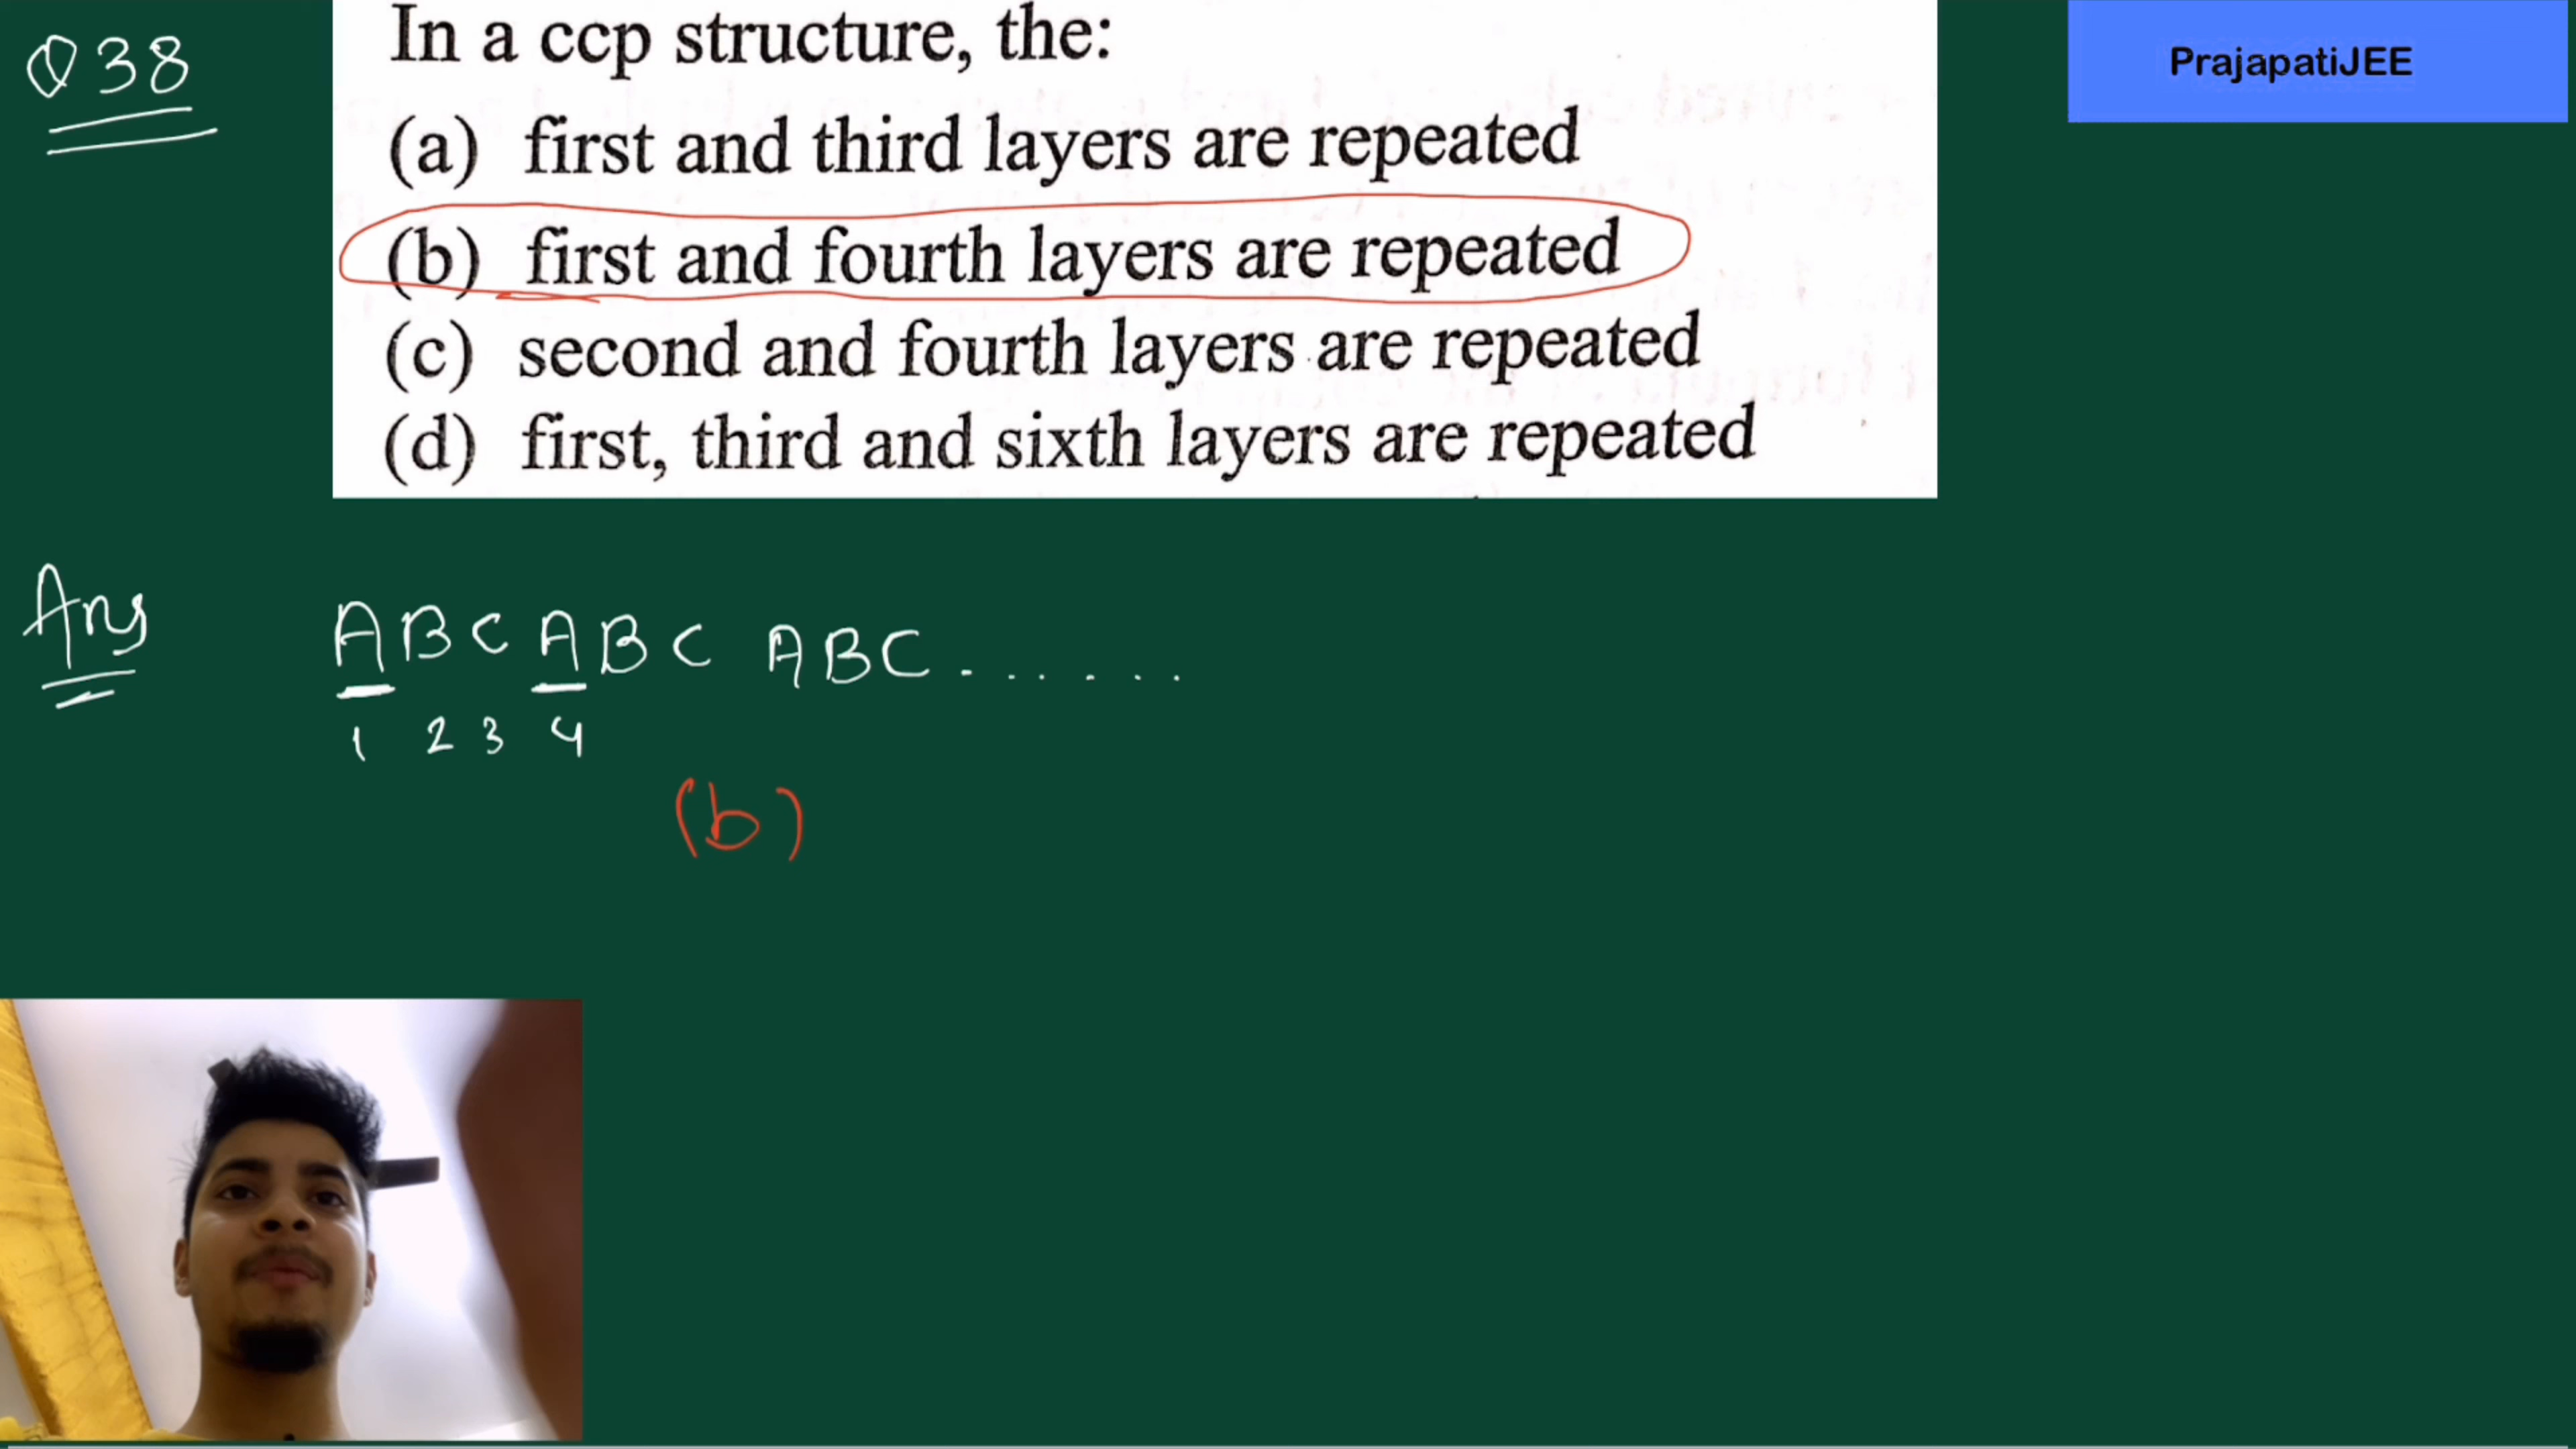 Q 38
In a ccp structure, the:
(a) first and third layers are repeated
(b) first and fourth layers are repeated
(c) second and fourth layers are repeated
(d) first, third and sixth layers are repeated
PrajapatiJEE
Ans
A B C A B C A B C . . . . . .
1 2 3 4
(b)